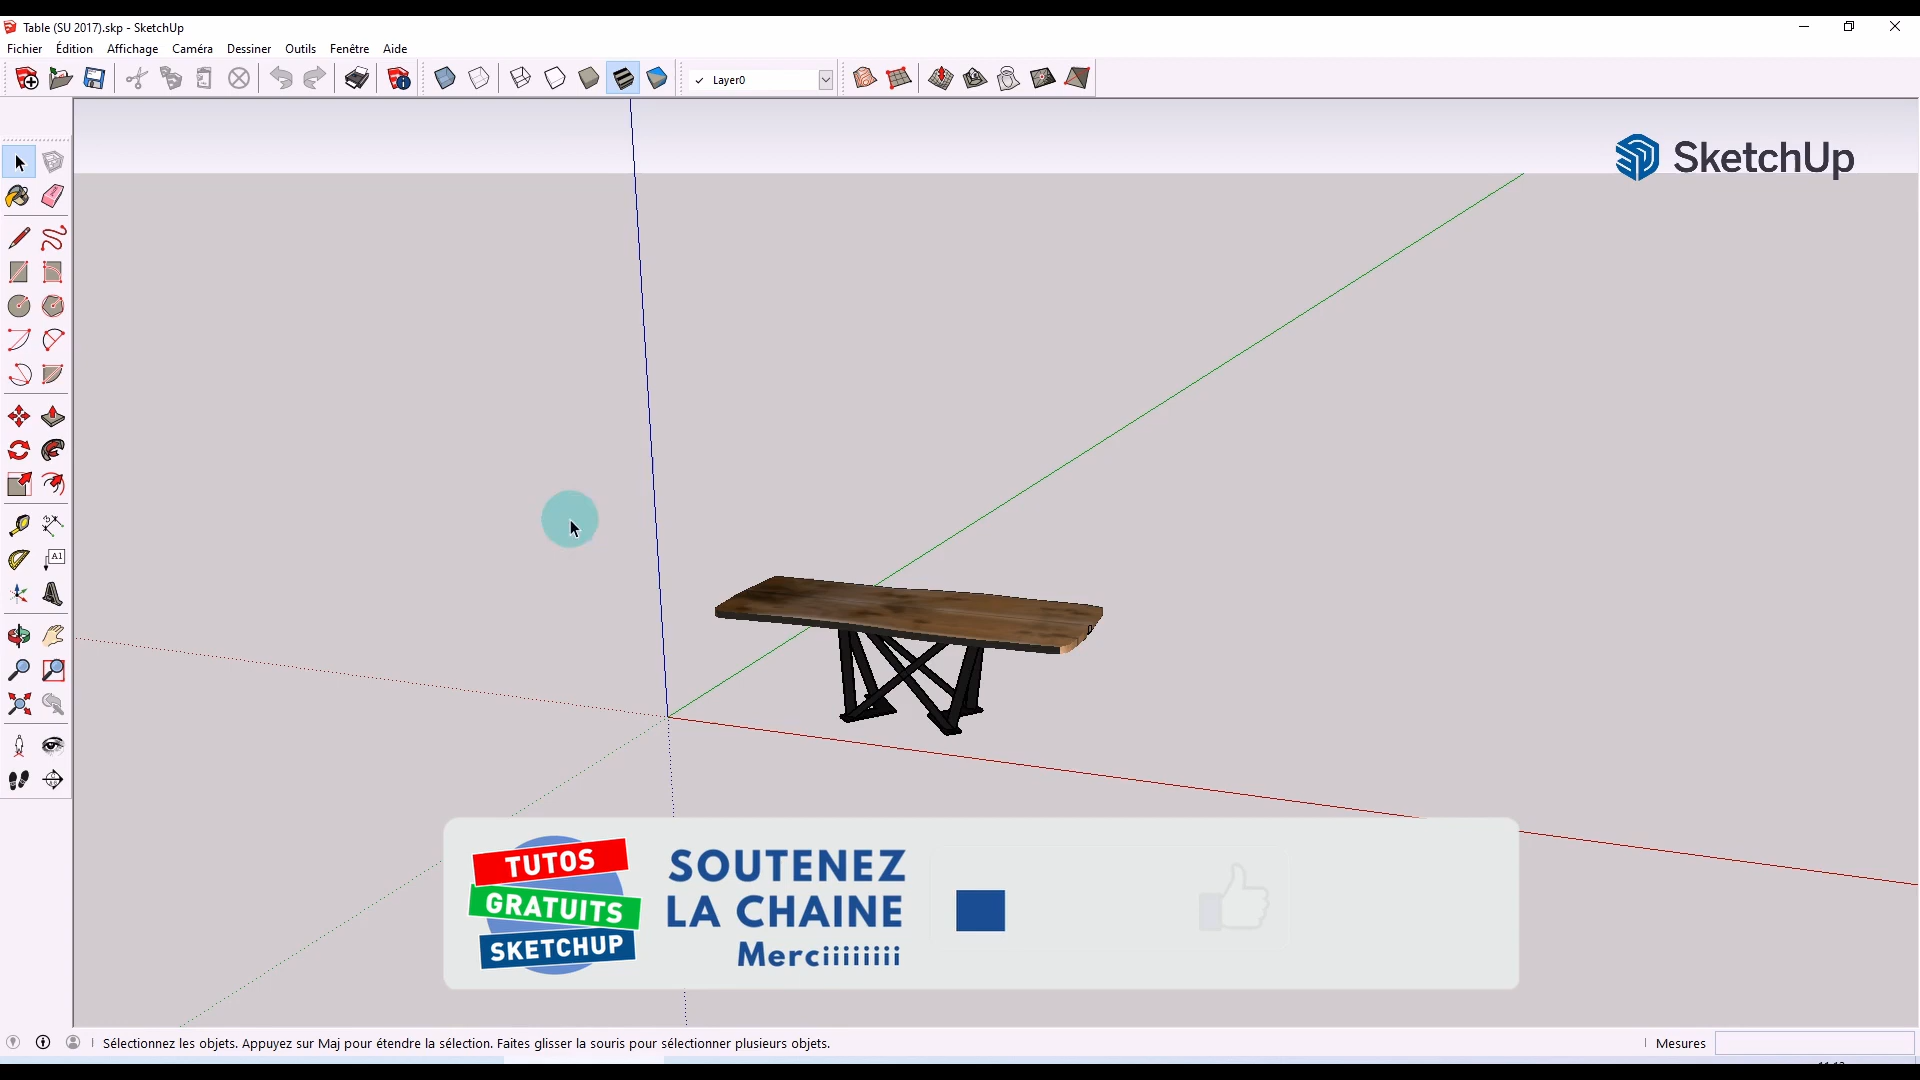 Table (SU 2017).skp - SketchUp
Fichier Édition Affichage Caméra Dessiner Outils Fenêtre Aide
Layer0
SketchUp
A1
TUTOS
GRATUITS
SKETCHUP
SOUTENEZ
LA CHAINE
Merciiiiiiii
Sélectionnez les objets. Appuyez sur Maj pour étendre la sélection. Faites glisser la souris pour sélectionner plusieurs objets.
Mesures